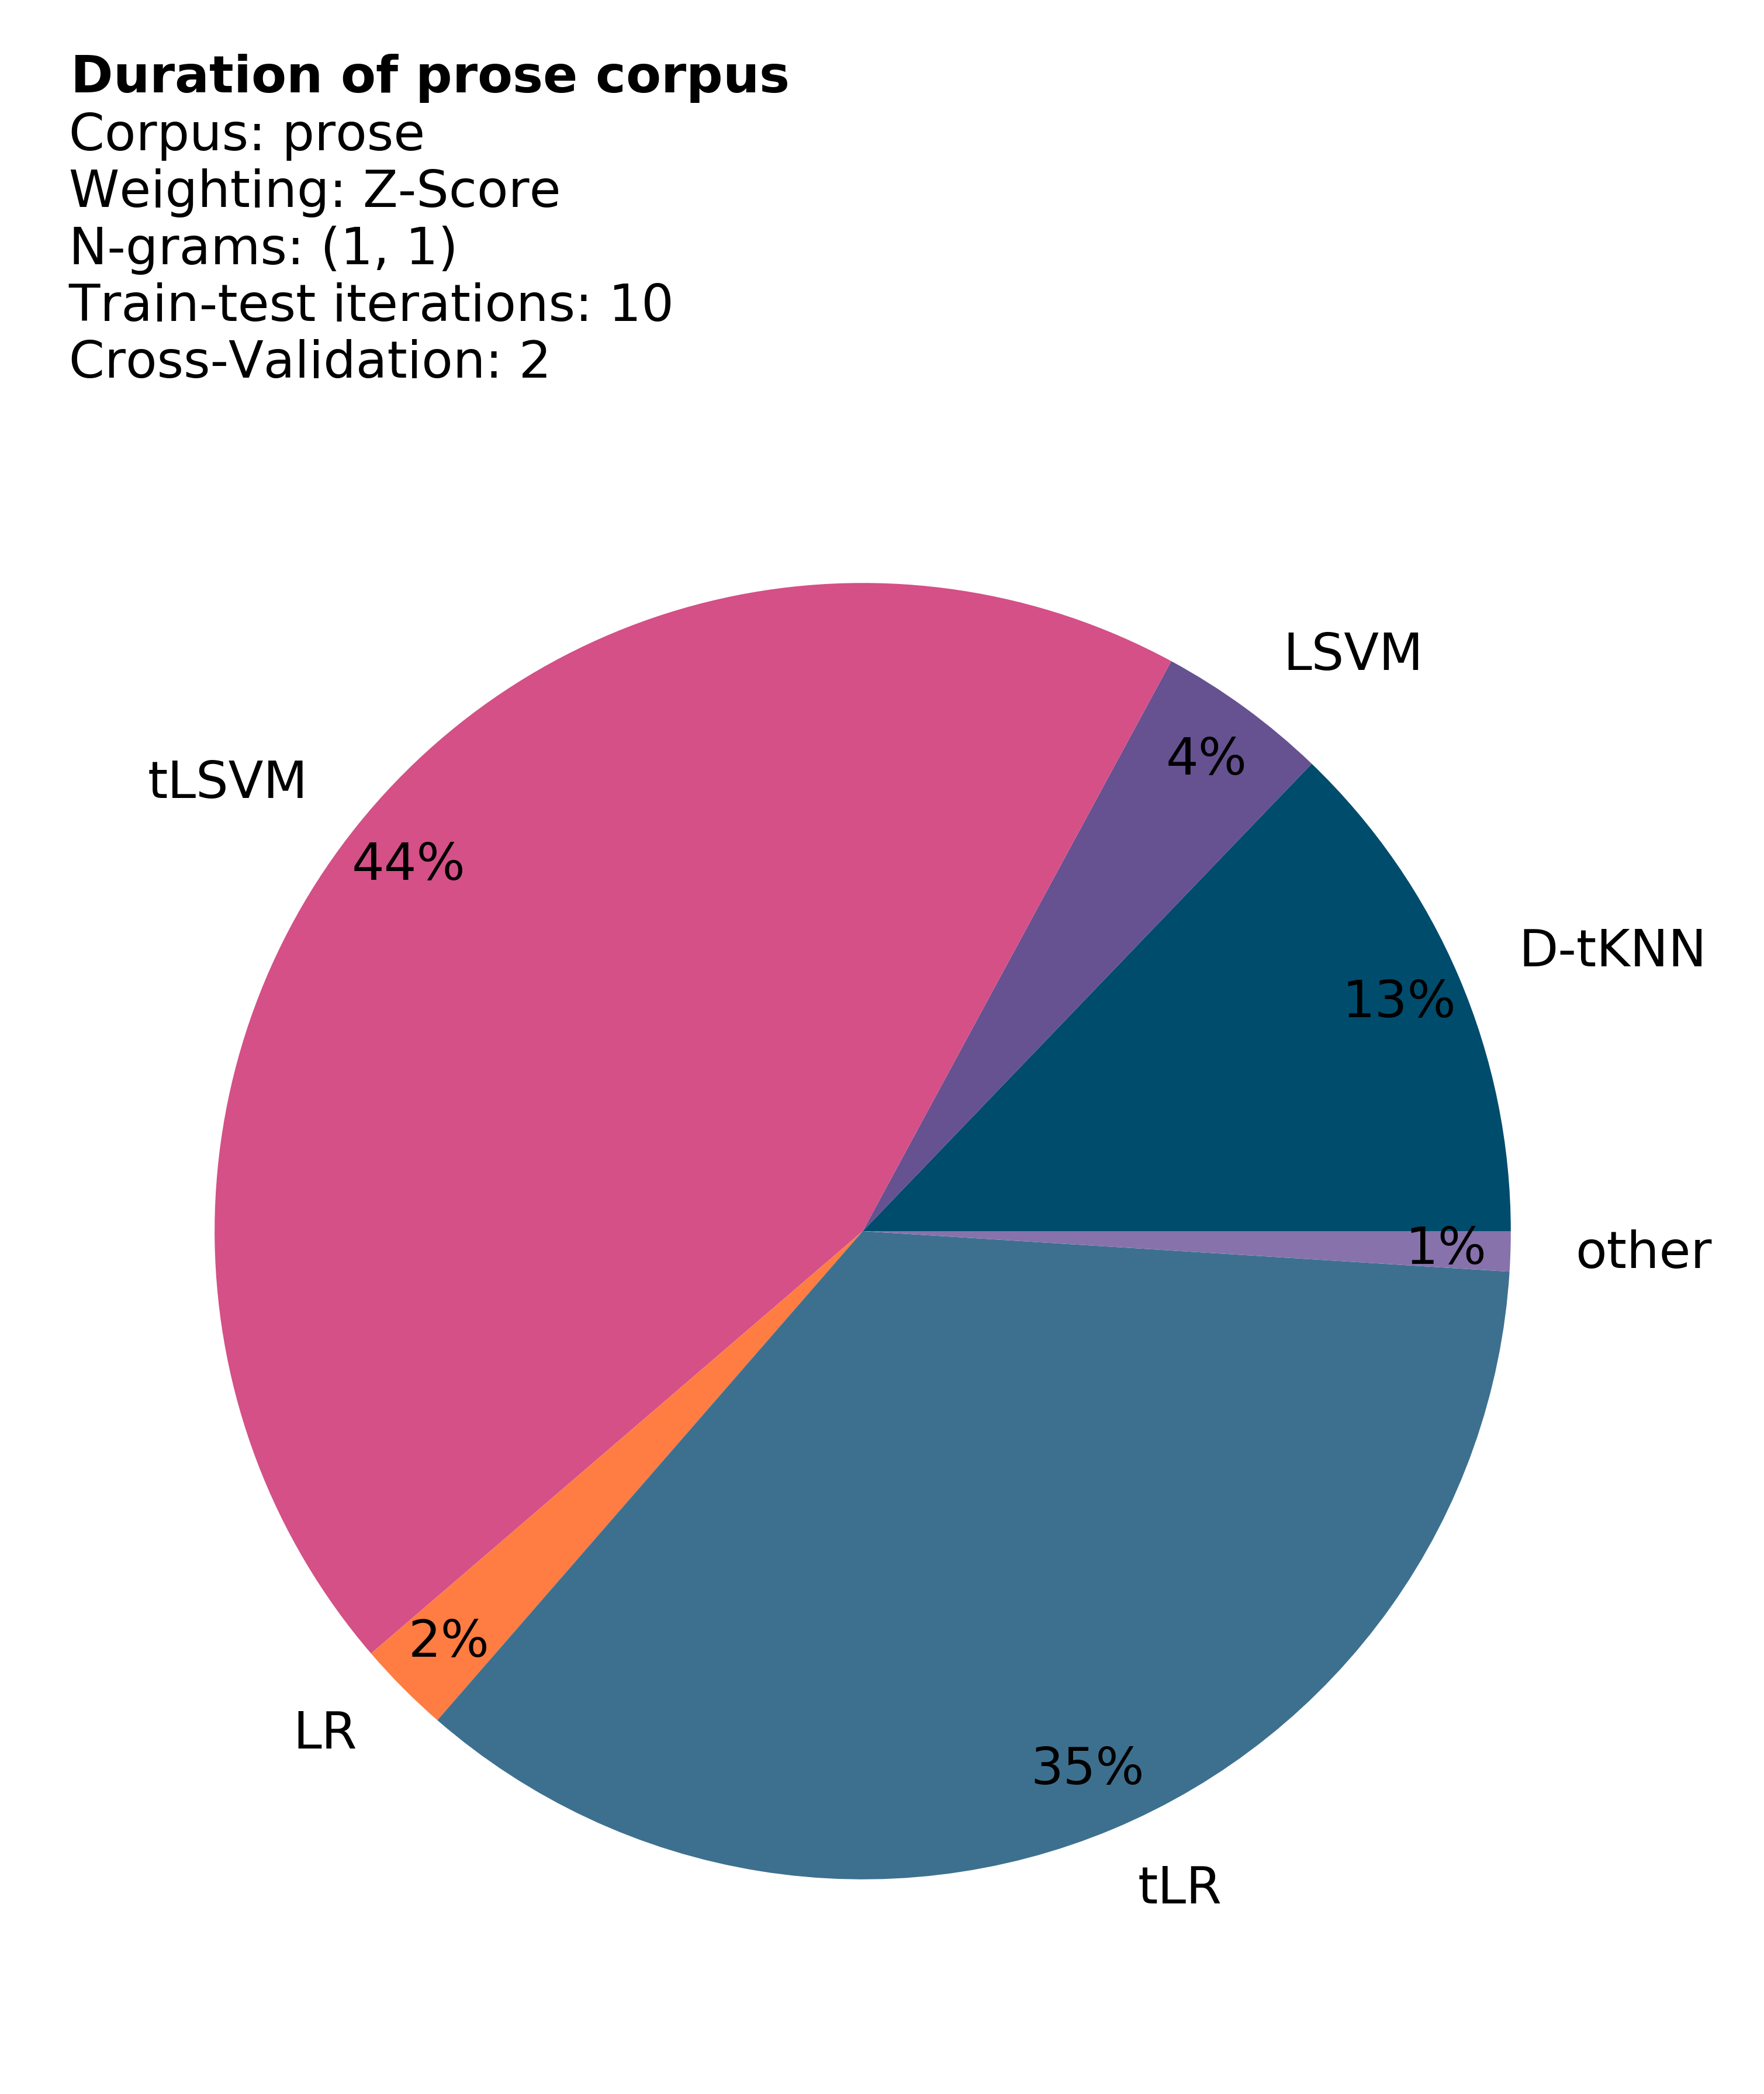 Duration of prose corpus
Corpus: prose
Weighting: Z-Score
N-grams: (1, 1)
Train-test iterations: 10
Cross-Validation: 2
LSVM
4%
tLSVM
44%
D-tKNN
13%
1%
other
2%
LR
35%
tLR